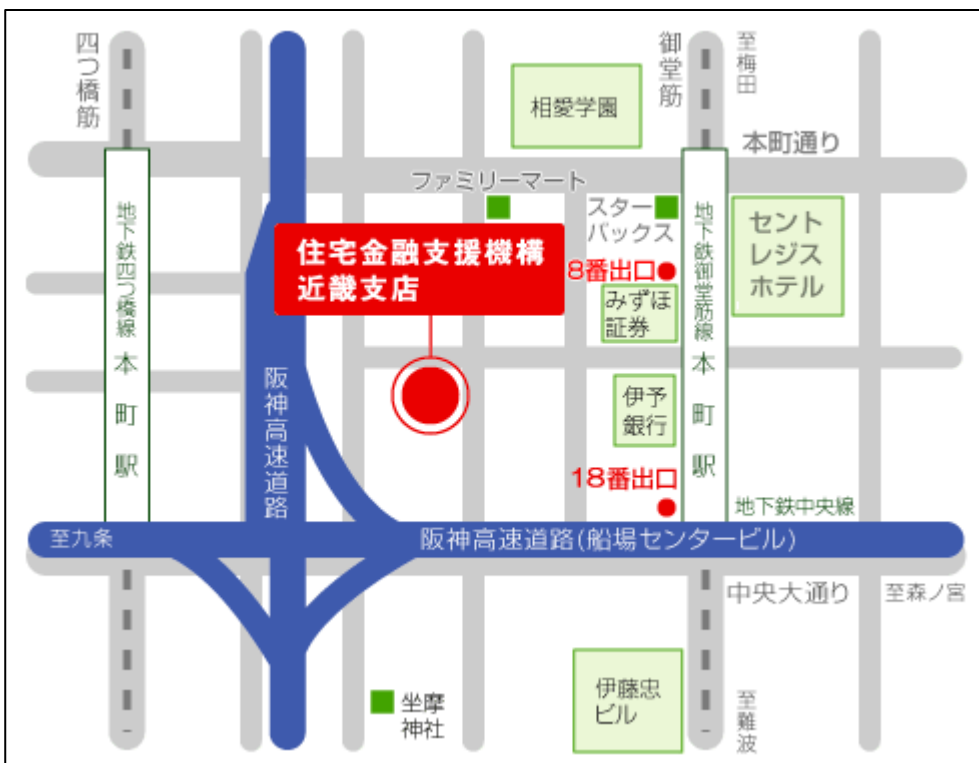 四つ橋筋
御堂筋
至梅田
相愛学園
本町通り
ファミリーマート
スター
バックス
セント
レジス
ホテル
地下鉄四つ橋線 本町駅
地下鉄御堂筋線 本町駅
住宅金融支援機構
近畿支店
8番出口
みずほ
証券
阪神高速道路
伊予
銀行
18番出口
地下鉄中央線
至九条
阪神高速道路(船場センタービル)
中央大通り
至森ノ宮
坐摩
神社
伊藤忠
ビル
至難波